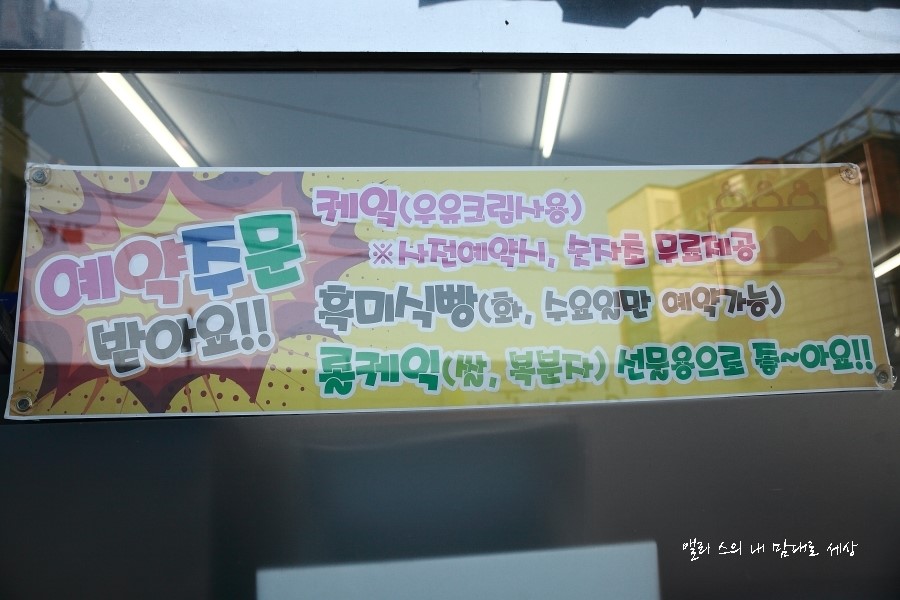 예약주문
받아요!!
케익(우유크림사용)
※사전예약시, 숫자초 무료제공
흑미식빵(화, 수요일만 예약가능)
롤케익(쌀, 복분자) 선물용으로 좋~아요!!
앨리스의 내 맘대로 세상